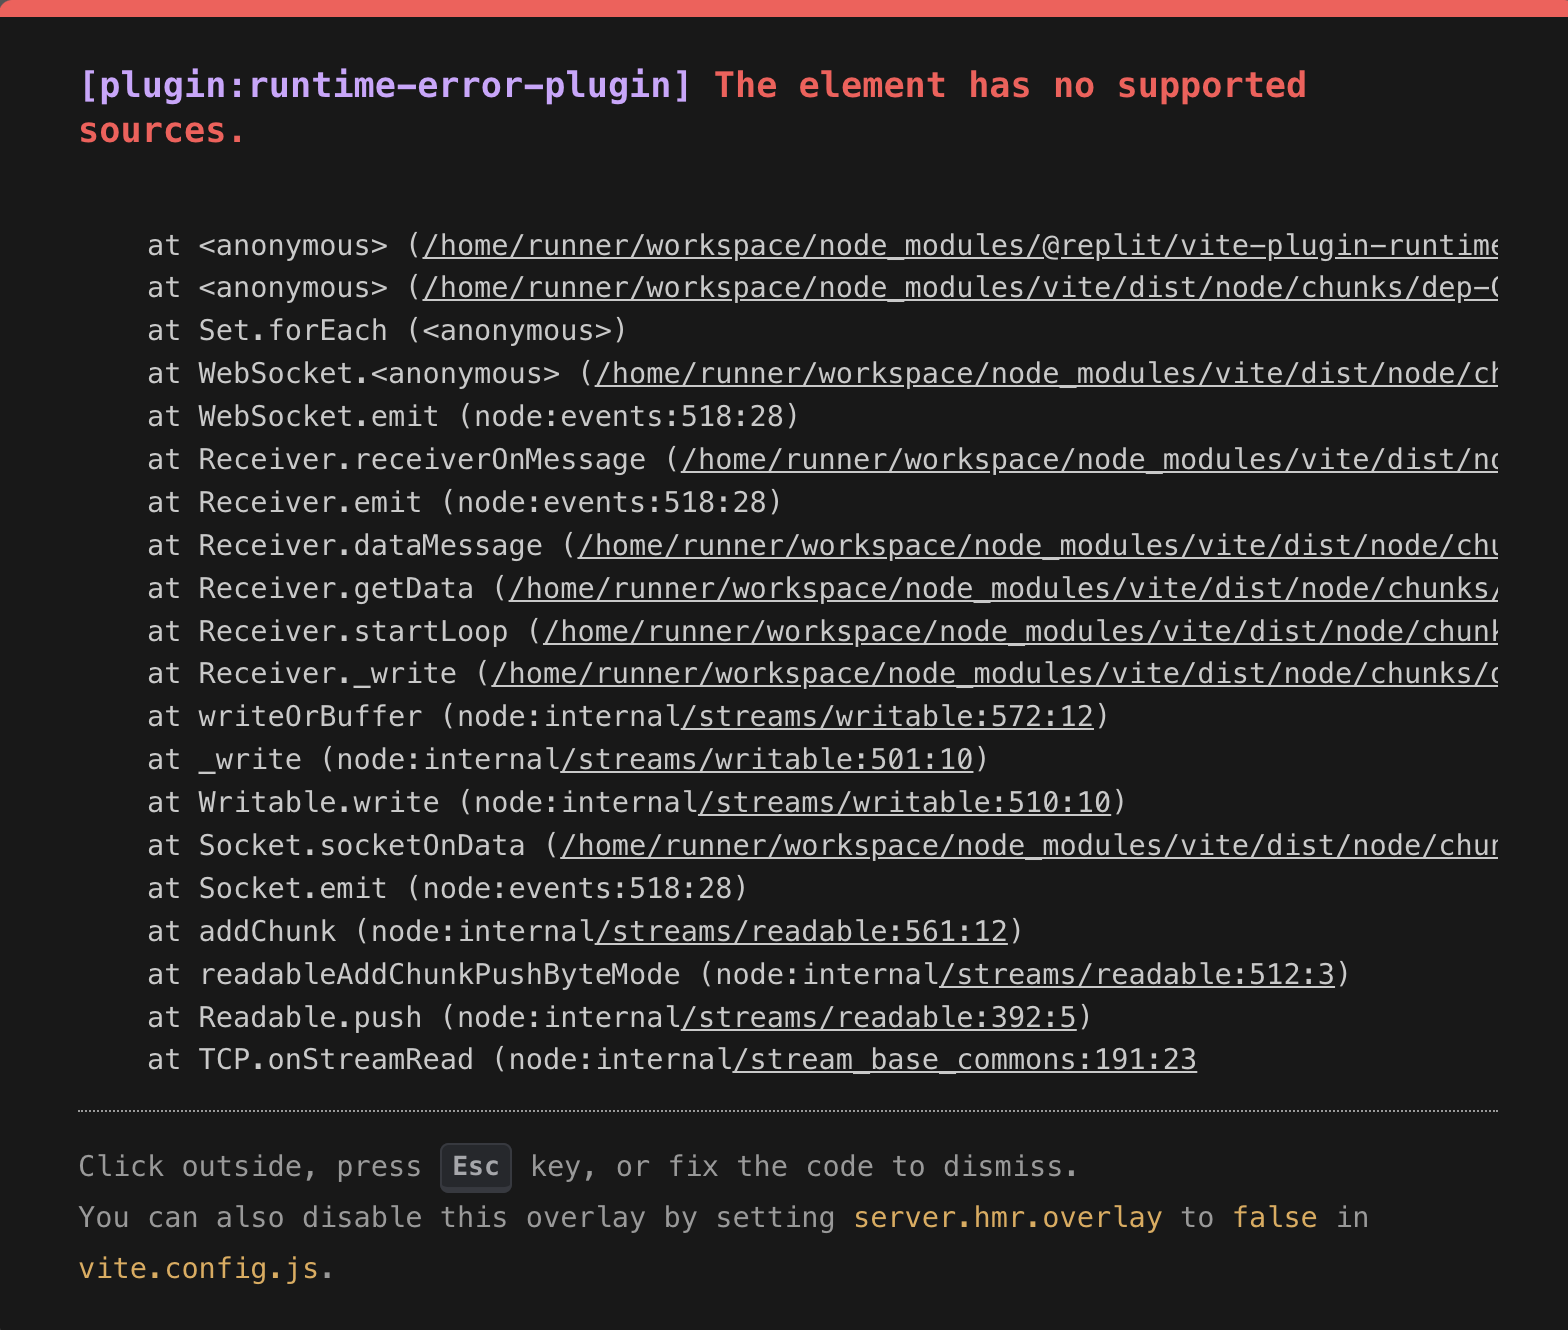 [plugin:runtime-error-plugin] The element has no supported
sources.
at <anonymous> (/home/runner/workspace/node_modules/@replit/vite-plugin-runtime
at <anonymous> (/home/runner/workspace/node_modules/vite/dist/node/chunks/dep-
at Set.forEach (<anonymous>)
at WebSocket.<anonymous> (/home/runner/workspace/node_modules/vite/dist/node/ch
at WebSocket.emit (node:events:518:28)
at Receiver.receiverOnMessage (/home/runner/workspace/node_modules/vite/dist/no
at Receiver.emit (node:events:518:28)
at Receiver.dataMessage (/home/runner/workspace/node_modules/vite/dist/node/chu
at Receiver.getData (/home/runner/workspace/node_modules/vite/dist/node/chunks/
at Receiver.startLoop (/home/runner/workspace/node_modules/vite/dist/node/chunk
at Receiver._write (/home/runner/workspace/node_modules/vite/dist/node/chunks/d
at writeOrBuffer (node:internal/streams/writable:572:12)
at _write (node:internal/streams/writable:501:10)
at Writable.write (node:internal/streams/writable:510:10)
at Socket.socketOnData (/home/runner/workspace/node_modules/vite/dist/node/chun
at Socket.emit (node:events:518:28)
at addChunk (node:internal/streams/readable:561:12)
at readableAddChunkPushByteMode (node:internal/streams/readable:512:3)
at Readable.push (node:internal/streams/readable:392:5)
at TCP.onStreamRead (node:internal/stream_base_commons:191:23
Click outside, press Esc key, or fix the code to dismiss.
You can also disable this overlay by setting server.hmr.overlay to false in
vite.config.js.